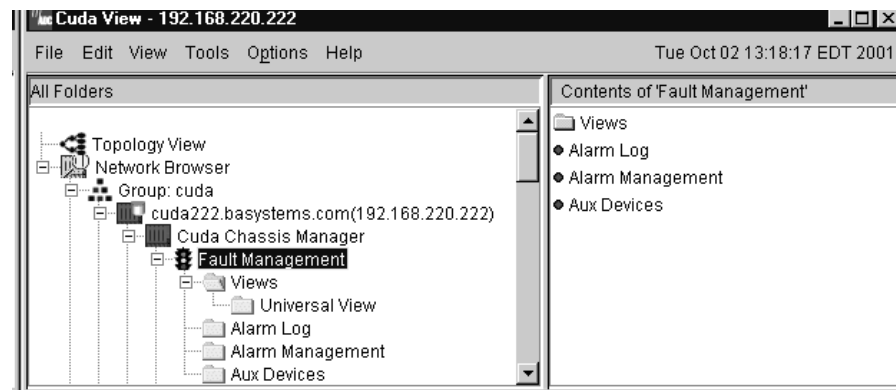 Cuda View - 192.168.220.222
File Edit View Tools Options Help Tue Oct 02 13:18:17 EDT 2001
All Folders
Topology View
Network Browser
Group: cuda
cuda222.basystems.com(192.168.220.222)
Cuda Chassis Manager
Fault Management
Views
Universal View
Alarm Log
Alarm Management
Aux Devices
Contents of 'Fault Management'
Views
Alarm Log
Alarm Management
Aux Devices